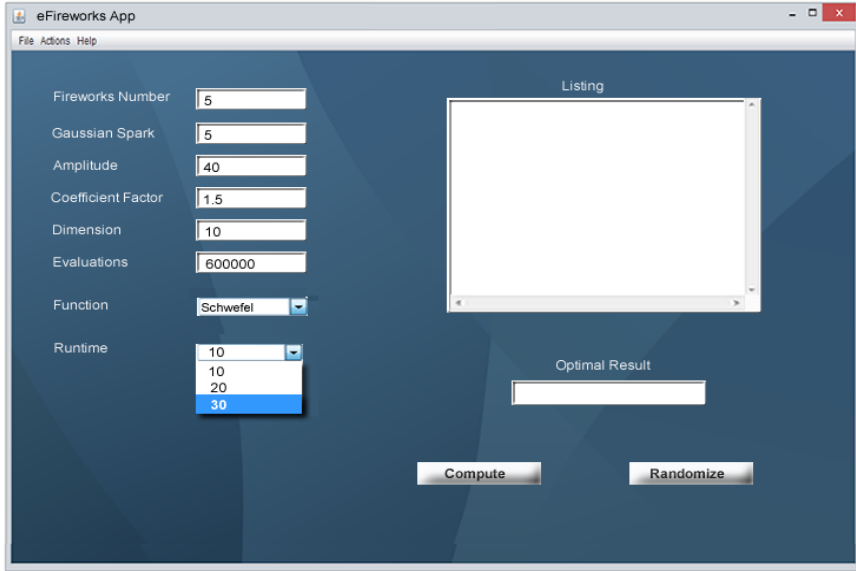 eFireworks App
File Actions Help
Fireworks Number 5
Gaussian Spark 5
Amplitude 40
Coefficient Factor 1.5
Dimension 10
Evaluations 600000
Function Schwefel
Runtime 10
10
20
30
Listing
Optimal Result
Compute Randomize